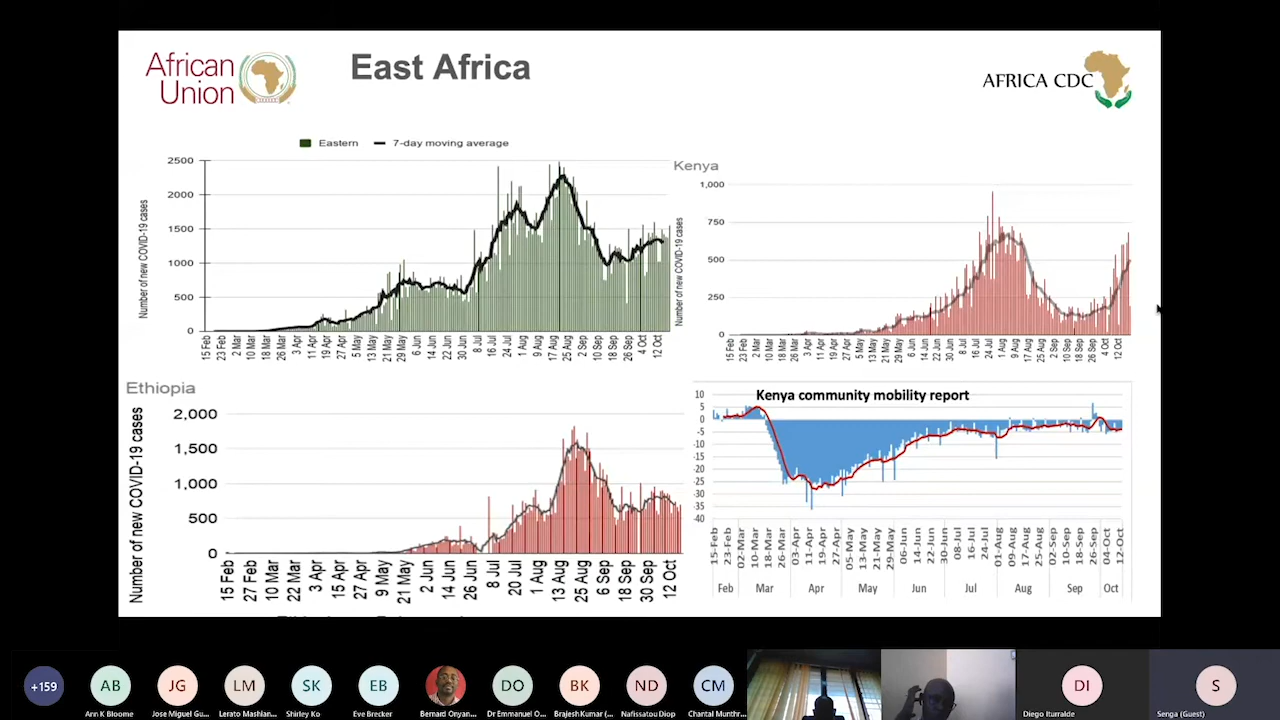 African
Union
East Africa
AFRICA CDC
Eastern
7-day moving average
Number of new COVID-19 cases
2500
2000
1500
1000
500
0
15 Feb
23 Feb
2 Mar
10 Mar
18 Mar
26 Mar
3 Apr
11 Apr
19 Apr
27 Apr
5 May
13 May
21 May
29 May
6 Jun
14 Jun
22 Jun
30 Jun
8 Jul
16 Jul
24 Jul
1 Aug
9 Aug
17 Aug
25 Aug
2 Sep
10 Sep
18 Sep
26 Sep
4 Oct
12 Oct
Kenya
Number of new COVID-19 cases
1,000
750
500
250
0
15 Feb
23 Feb
2 Mar
10 Mar
18 Mar
26 Mar
3 Apr
11 Apr
19 Apr
27 Apr
5 May
13 May
21 May
29 May
6 Jun
14 Jun
22 Jun
30 Jun
8 Jul
16 Jul
24 Jul
1 Aug
9 Aug
17 Aug
25 Aug
2 Sep
10 Sep
18 Sep
26 Sep
4 Oct
12 Oct
Ethiopia
Number of new COVID-19 cases
2,000
1,500
1,000
500
0
15 Feb
27 Feb
10 Mar
22 Mar
3 Apr
15 Apr
27 Apr
9 May
21 May
2 Jun
14 Jun
26 Jun
8 Jul
20 Jul
1 Aug
13 Aug
25 Aug
6 Sep
18 Sep
30 Sep
12 Oct
Kenya community mobility report
10
5
0
-5
-10
-15
-20
-25
-30
-35
-40
15-Feb
23-Feb
02-Mar
10-Mar
18-Mar
26-Mar
03-Apr
11-Apr
19-Apr
27-Apr
05-May
13-May
21-May
29-May
06-Jun
14-Jun
22-Jun
30-Jun
08-Jul
16-Jul
24-Jul
01-Aug
09-Aug
17-Aug
25-Aug
02-Sep
10-Sep
18-Sep
26-Sep
04-Oct
12-Oct
Feb Mar Apr May Jun Jul Aug Sep Oct
+159 AB JG LM SK EB DO BK ND CM DI S
Ann K Bloome Jose Miguel Gu... Lerato Mashlan... Shirley Ko Eve Brecker Bernard Onyan... Dr Emmanuel O... Brajesh Kumar (... Nafissatou Diop Chantal Munthr... Diego Iturralde Senga (Guest)